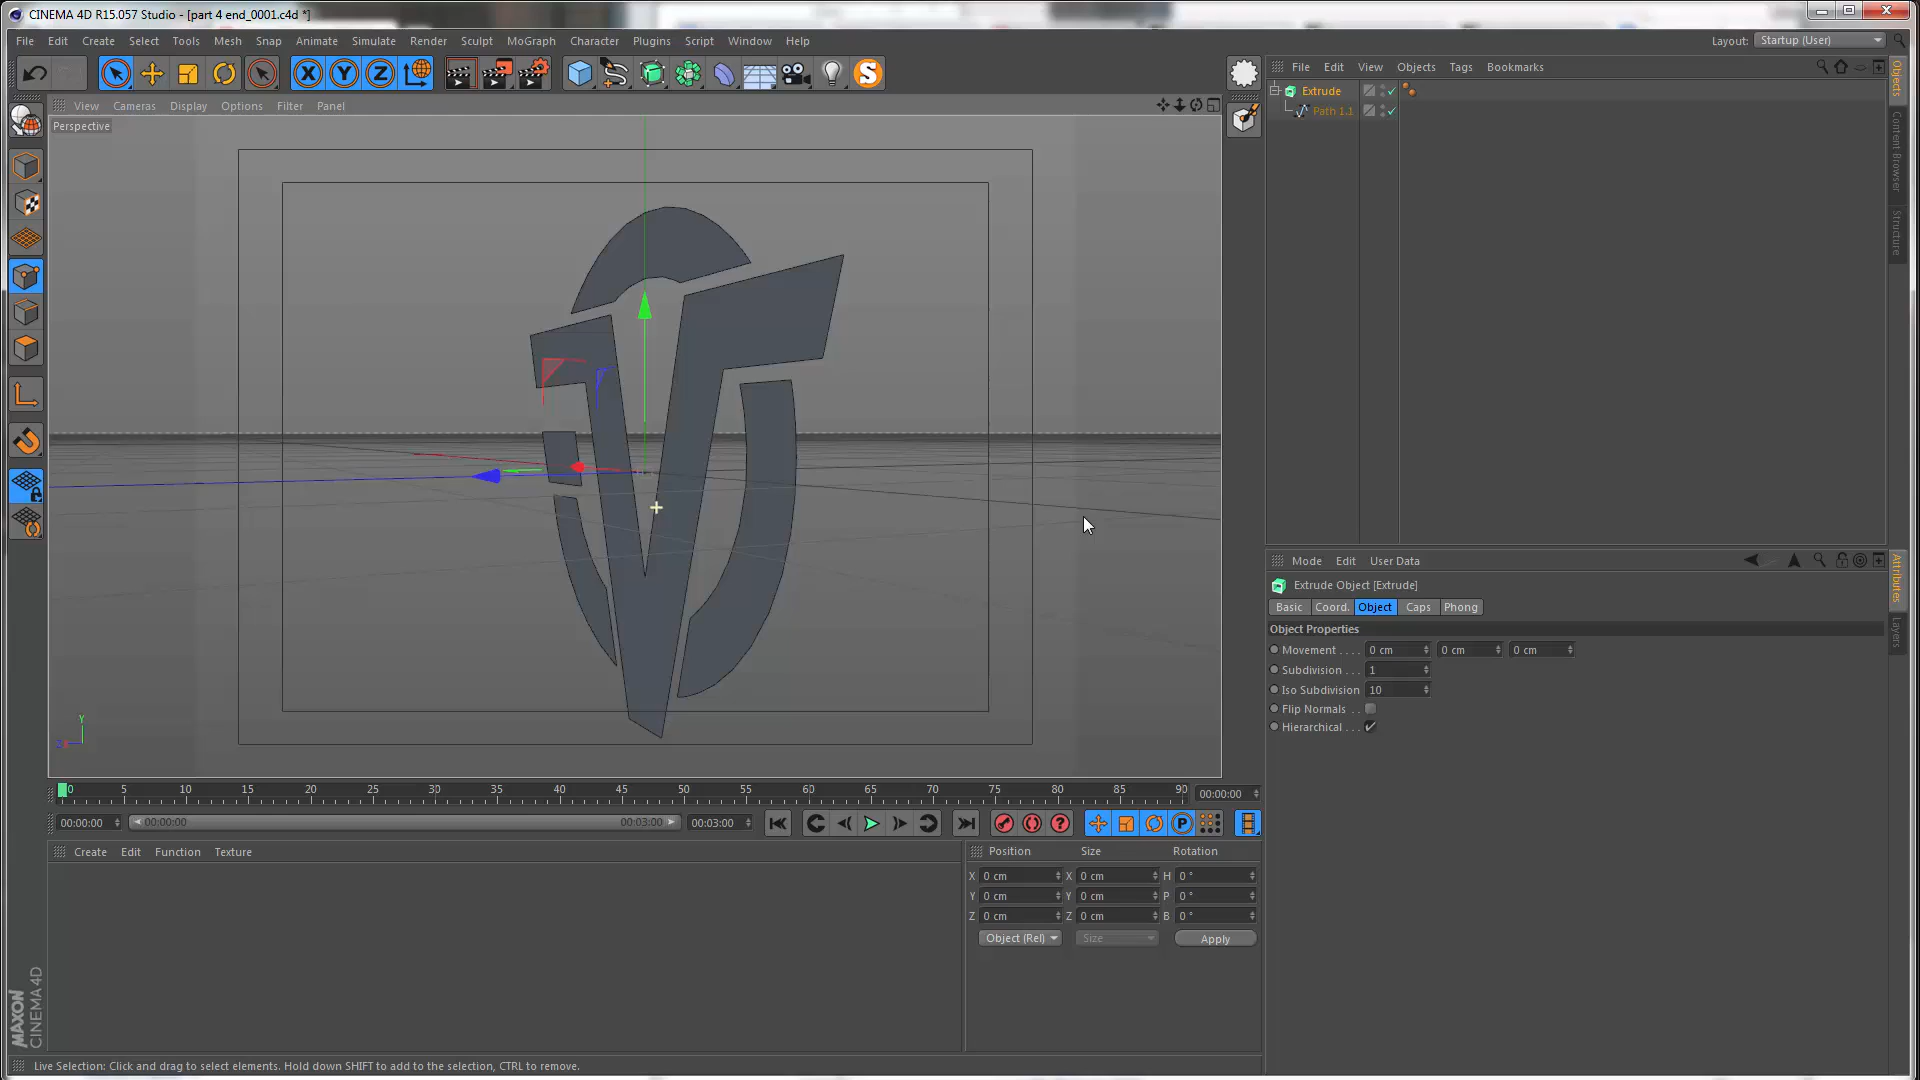 CINEMA 4D R15.057 Studio - [part 4 end_0001.c4d *]
File Edit Create Select Tools Mesh Snap Animate Simulate Render Sculpt MoGraph Character Plugins Script Window Help
Layout: Startup (User)
X Y Z S
File Edit View Objects Tags Bookmarks
Objects
Content Browser
Structure
Extrude
Path 1.1
View Cameras Display Options Filter Panel
Perspective
Y
Mode Edit User Data
Attributes
Layers
Extrude Object [Extrude]
Basic Coord. Object Caps Phong
Object Properties
Movement . . . . 0 cm 0 cm 0 cm
Subdivision . . . 1
Iso Subdivision 10
Flip Normals . .
Hierarchical . . .
0 5 10 15 20 25 30 35 40 45 50 55 60 65 70 75 80 85 90 00:00:00
00:00:00 00:00:00 00:03:00 00:03:00
? P
Create Edit Function Texture
Position Size Rotation
X 0 cm X 0 cm H 0 °
Y 0 cm Y 0 cm P 0 °
Z 0 cm Z 0 cm B 0 °
Object (Rel) Size Apply
MAXON
CINEMA 4D
Live Selection: Click and drag to select elements. Hold down SHIFT to add to the selection, CTRL to remove.